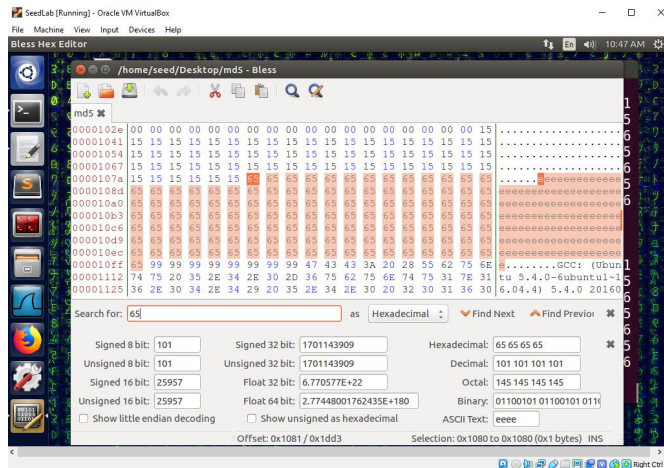 SeedLab [Running] - Oracle VM VirtualBox
File Machine View Input Devices Help
Bless Hex Editor En 10:47 AM
/home/seed/Desktop/md5 - Bless
md5
0000102e 00 00 00 00 00 00 00 00 00 00 00 00 00 00 00 00 00 00 15 ...................
00001041 15 15 15 15 15 15 15 15 15 15 15 15 15 15 15 15 15 15 15 ...................
00001054 15 15 15 15 15 15 15 15 15 15 15 15 15 15 15 15 15 15 15 ...................
00001067 15 15 15 15 15 15 15 15 15 15 15 15 15 15 15 15 15 15 15 ...................
0000107a 15 15 15 15 15 15 65 65 65 65 65 65 65 65 65 65 65 65 65 ......eeeeeeeeeeeee
0000108d 65 65 65 65 65 65 65 65 65 65 65 65 65 65 65 65 65 65 65 eeeeeeeeeeeeeeeeeee
000010a0 65 65 65 65 65 65 65 65 65 65 65 65 65 65 65 65 65 65 65 eeeeeeeeeeeeeeeeeee
000010b3 65 65 65 65 65 65 65 65 65 65 65 65 65 65 65 65 65 65 65 eeeeeeeeeeeeeeeeeee
000010c6 65 65 65 65 65 65 65 65 65 65 65 65 65 65 65 65 65 65 65 eeeeeeeeeeeeeeeeeee
000010d9 65 65 65 65 65 65 65 65 65 65 65 65 65 65 65 65 65 65 65 eeeeeeeeeeeeeeeeeee
000010ec 65 65 65 65 65 65 65 65 65 65 65 65 65 65 65 65 65 65 65 eeeeeeeeeeeeeeeeeee
000010ff 65 99 99 99 99 99 99 99 99 47 43 43 3A 20 28 55 62 75 6E e........GCC: (Ubun
00001112 74 75 20 35 2E 34 2E 30 2D 36 75 62 75 6E 74 75 31 7E 31 tu 5.4.0-6ubuntu1~1
00001125 36 2E 30 34 2E 34 29 20 35 2E 34 2E 30 20 32 30 31 36 30 6.04.4) 5.4.0 20160
Search for: 65 as Hexadecimal Find Next Find Previou
Signed 8 bit: 101 Signed 32 bit: 1701143909 Hexadecimal: 65 65 65 65
Unsigned 8 bit: 101 Unsigned 32 bit: 1701143909 Decimal: 101 101 101 101
Signed 16 bit: 25957 Float 32 bit: 6.770577E+22 Octal: 145 145 145 145
Unsigned 16 bit: 25957 Float 64 bit: 2.77448001762435E+180 Binary: 01100101 01100101 0110
Show little endian decoding Show unsigned as hexadecimal ASCII Text: eeee
Offset: 0x1081 / 0x1dd3 Selection: 0x1080 to 0x1080 (0x1 bytes) INS
Right Ctrl